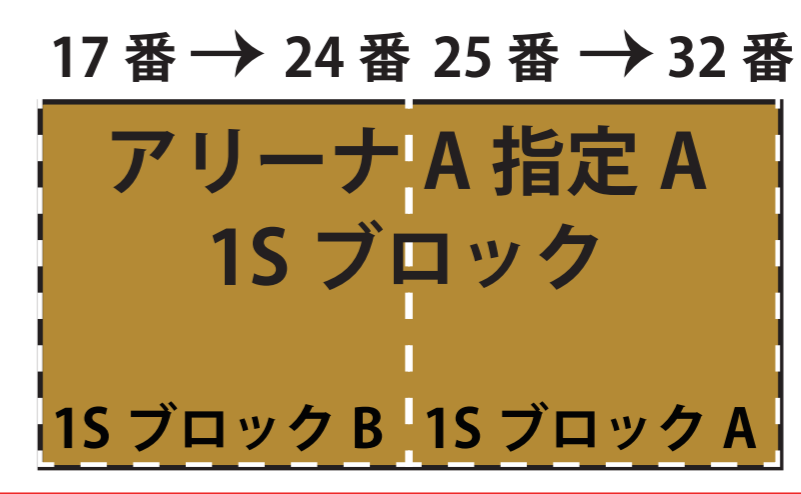 17 番 → 24 番 25 番 → 32 番
アリーナ A 指定 A
1S ブロック
1S ブロック B 1S ブロック A